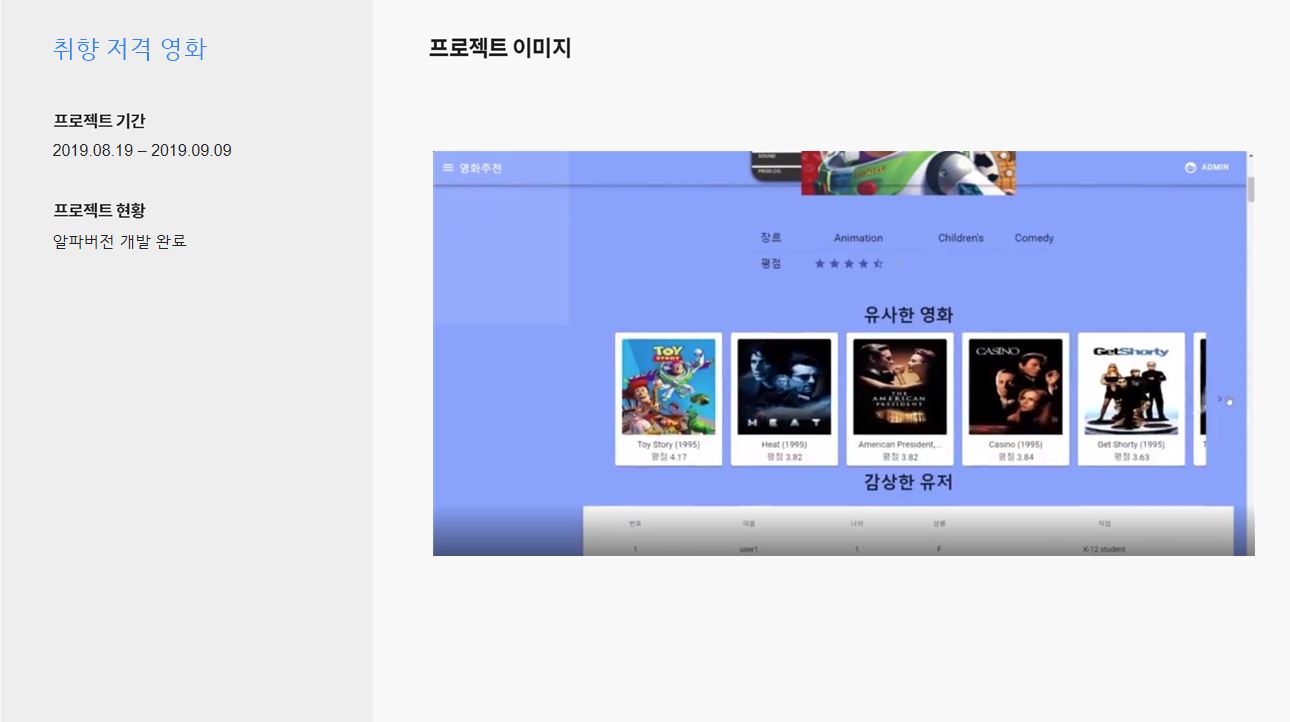 취향 저격 영화
프로젝트 기간
2019.08.19 – 2019.09.09
프로젝트 현황
알파버전 개발 완료
프로젝트 이미지
영화추천
SOUND
PROD.CO.
ADMIN
장르 Animation Children's Comedy
평점
유사한 영화
TOY STORY
HEAT
THE AMERICAN PRESIDENT
CASINO
GetShorty
Toy Story (1995) Heat (1995) American President,... Casino (1995) Get Shorty (1995)
평점 4.17 평점 3.82 평점 3.82 평점 3.84 평점 3.63
감상한 유저
번호 이름 나이 성별 직업
1 user1 1 F K-12 student